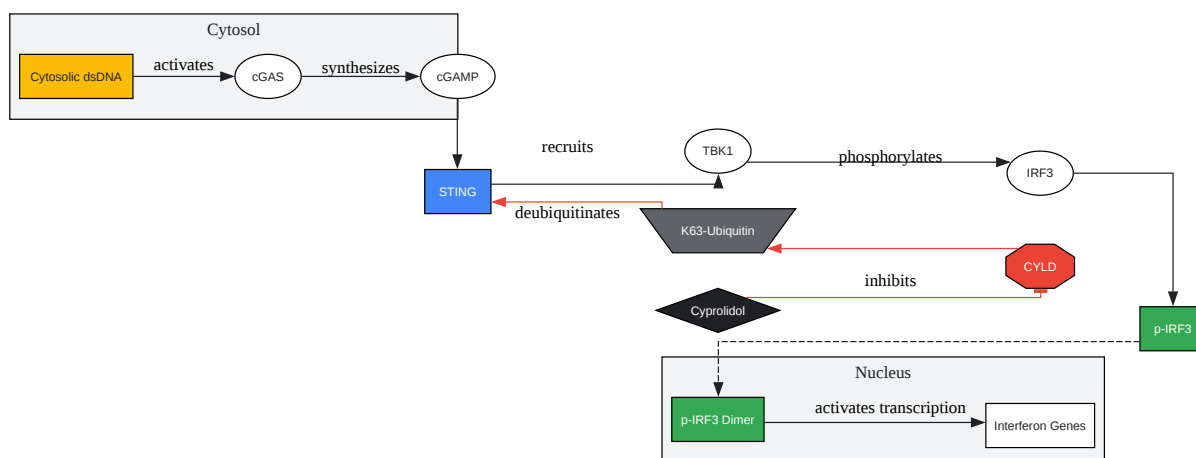 Cytosol
Cytosolic dsDNA
activates
cGAS
synthesizes
cGAMP
recruits
TBK1
phosphorylates
IRF3
STING
deubiquitinates
K63-Ubiquitin
CYLD
inhibits
Cyprolidol
p-IRF3
Nucleus
p-IRF3 Dimer
activates transcription
Interferon Genes